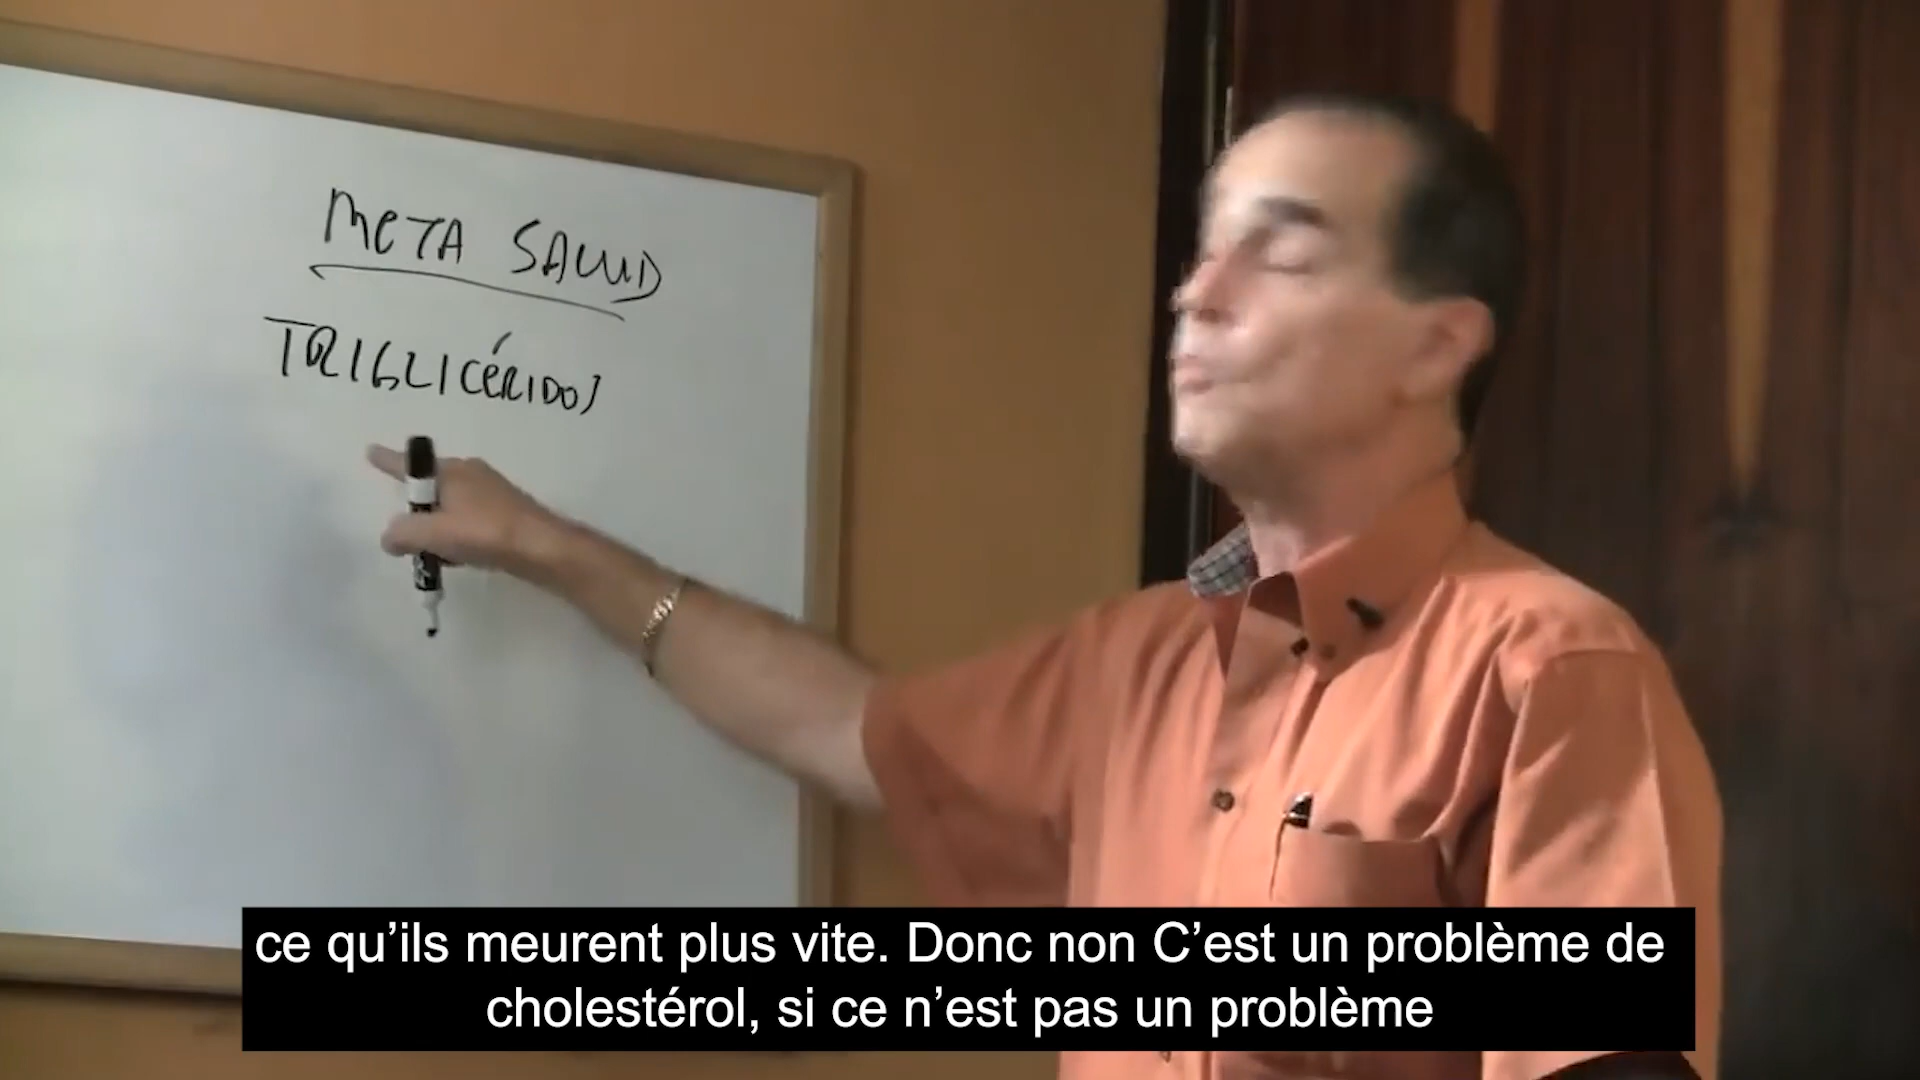 META SALUD
TRIGLICÉRIDOS
ce qu’ils meurent plus vite. Donc non C’est un problème de
cholestérol, si ce n’est pas un problème